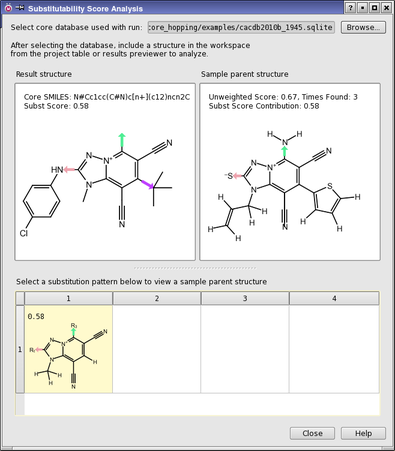 Substitutability Score Analysis
Select core database used with run: core_hopping/examples/cacdb2010b_1945.sqlite Browse...
After selecting the database, include a structure in the workspace
from the project table or results previewer to analyze.
Result structure
Core SMILES: N#Cc1cc(C#N)c[n+](c12)ncn2C
Subst Score: 0.58
N
N
N+
HN
N
N
Cl
Sample parent structure
Unweighted Score: 0.67, Times Found: 3
Subst Score Contribution: 0.58
H N H
N
N
N+
-S
N
S
H
H
H
H
H
H
H
H
N
Select a substitution pattern below to view a sample parent structure
1 2 3 4
1
0.58
R₂
N
N
N+
R₁
N
H
H
H
H
N
Close Help